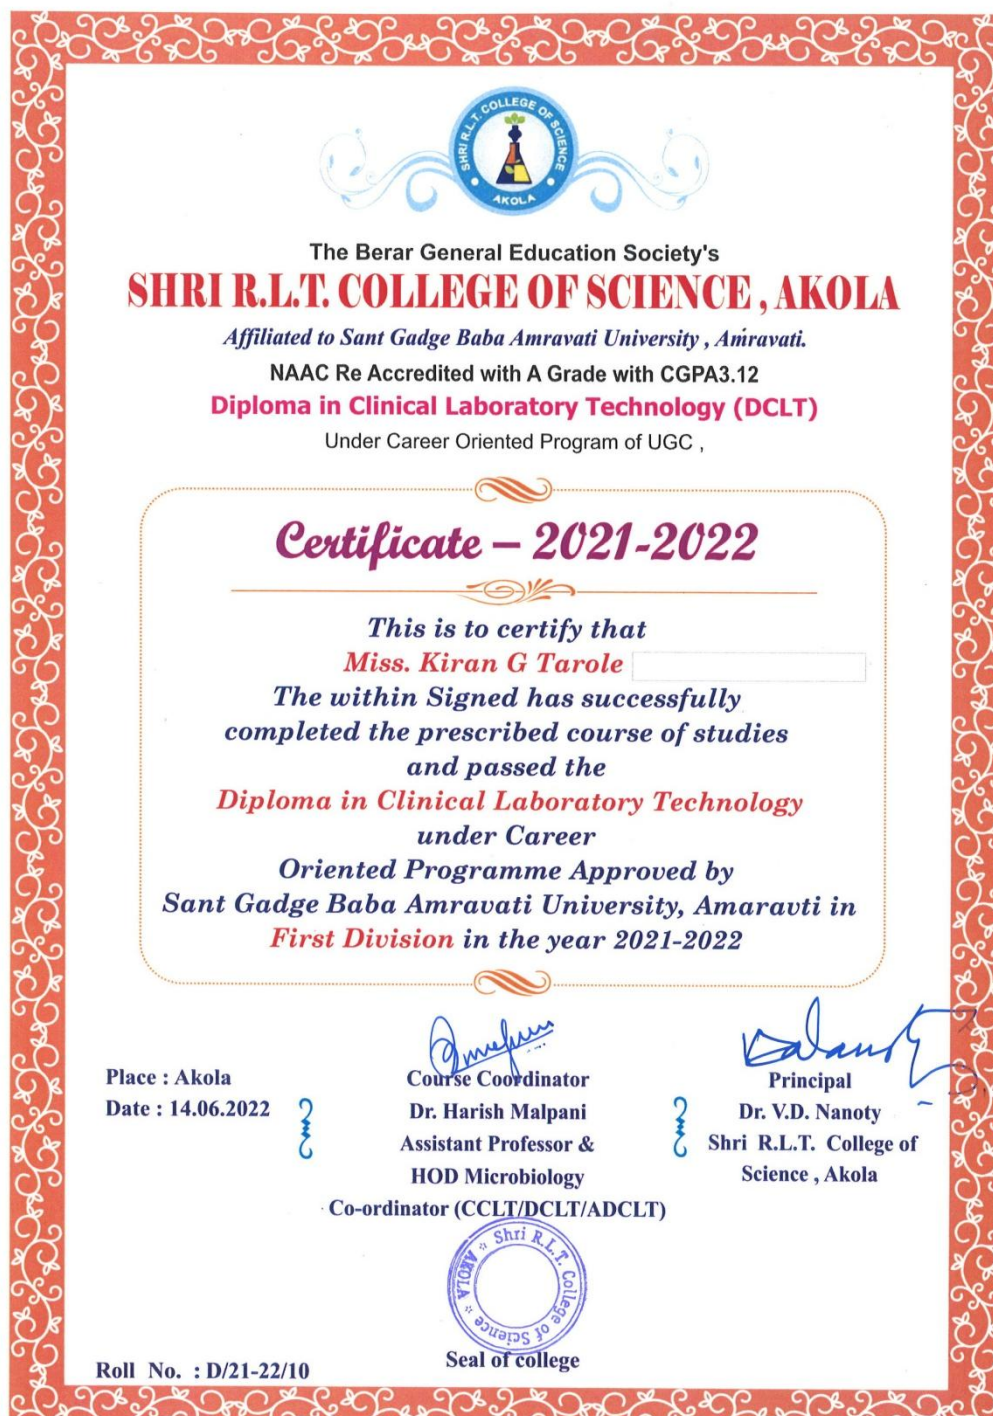 SHRI R.L.T. COLLEGE OF SCIENCE
AKOLA
The Berar General Education Society's
SHRI R.L.T. COLLEGE OF SCIENCE , AKOLA
Affiliated to Sant Gadge Baba Amravati University , Amravati.
NAAC Re Accredited with A Grade with CGPA3.12
Diploma in Clinical Laboratory Technology (DCLT)
Under Career Oriented Program of UGC ,
Certificate – 2021-2022
This is to certify that
Miss. Kiran G Tarole
The within Signed has successfully
completed the prescribed course of studies
and passed the
Diploma in Clinical Laboratory Technology
under Career
Oriented Programme Approved by
Sant Gadge Baba Amravati University, Amaravti in
First Division in the year 2021-2022
Place : Akola
Date : 14.06.2022
Course Coordinator
Dr. Harish Malpani
Assistant Professor &
HOD Microbiology
Co-ordinator (CCLT/DCLT/ADCLT)
Principal
Dr. V.D. Nanoty
Shri R.L.T. College of
Science , Akola
Shri R.L.T. College of Science
AKOLA
Seal of college
Roll No. : D/21-22/10